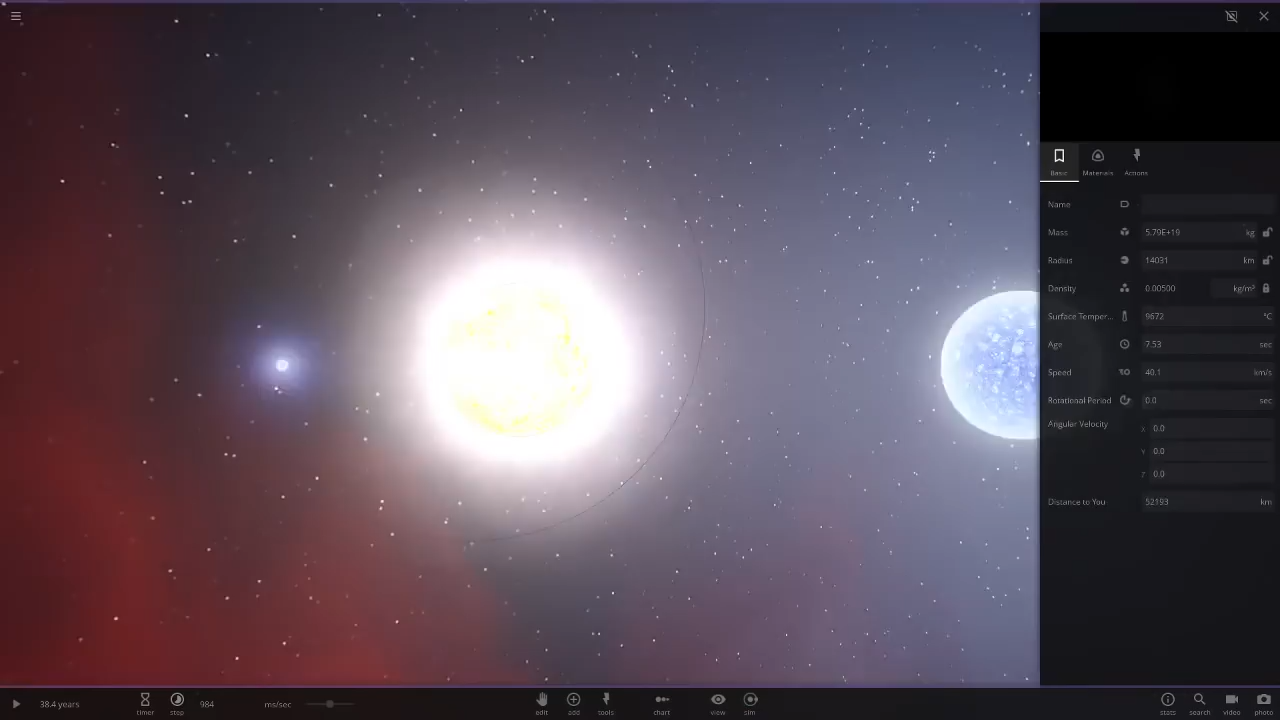 Basic Materials Actions
Name
Mass 5.79E+19 kg
Radius 14031 km
Density 0.00500 kg/m³
Surface Temper... 9672 °C
Age 7.53 sec
Speed 40.1 km/s
Rotational Period 0.0 sec
Angular Velocity X 0.0
Y 0.0
Z 0.0
Distance to You 52193 km
38.4 years timer step 984 ms/sec edit add tools chart view sim stats search video photo